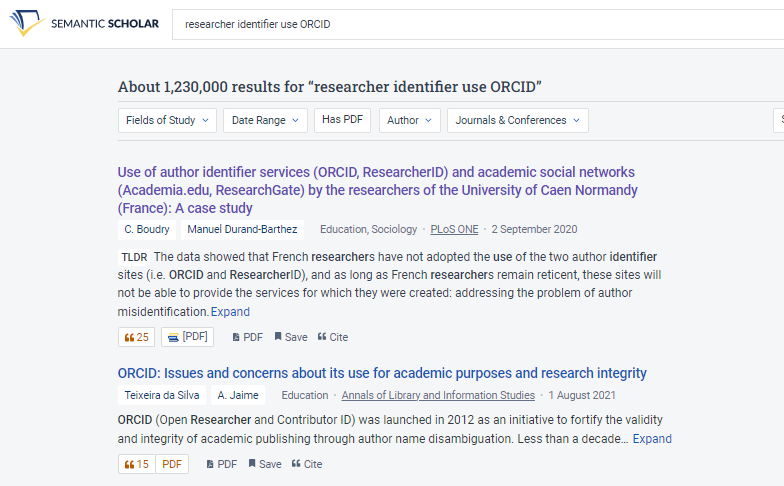 SEMANTIC SCHOLAR
researcher identifier use ORCID
About 1,230,000 results for “researcher identifier use ORCID”
Fields of Study Date Range Has PDF Author Journals & Conferences S
Use of author identifier services (ORCID, ResearcherID) and academic social networks
(Academia.edu, ResearchGate) by the researchers of the University of Caen Normandy
(France): A case study
C. Boudry Manuel Durand-Barthez Education, Sociology · PLoS ONE · 2 September 2020
TLDR The data showed that French researchers have not adopted the use of the two author identifier
sites (i.e. ORCID and ResearcherID), and as long as French researchers remain reticent, these sites will
not be able to provide the services for which they were created: addressing the problem of author
misidentification. Expand
25 [PDF] PDF Save Cite
ORCID: Issues and concerns about its use for academic purposes and research integrity
Teixeira da Silva A. Jaime Education · Annals of Library and Information Studies · 1 August 2021
ORCID (Open Researcher and Contributor ID) was launched in 2012 as an initiative to fortify the validity
and integrity of academic publishing through author name disambiguation. Less than a decade… Expand
15 PDF PDF Save Cite